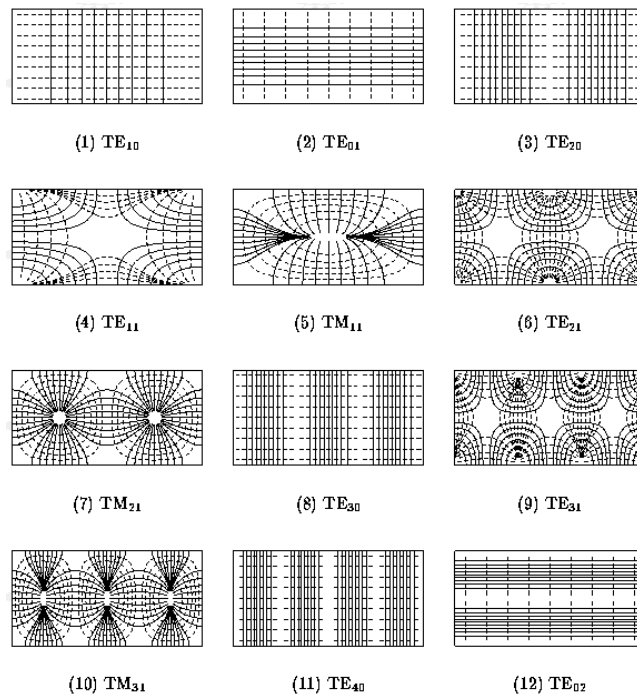 (1) TE₁₀
(2) TE₀₁
(3) TE₂₀
(4) TE₁₁
(5) TM₁₁
(6) TE₂₁
(7) TM₂₁
(8) TE₃₀
(9) TE₃₁
(10) TM₃₁
(11) TE₄₀
(12) TE₀₂